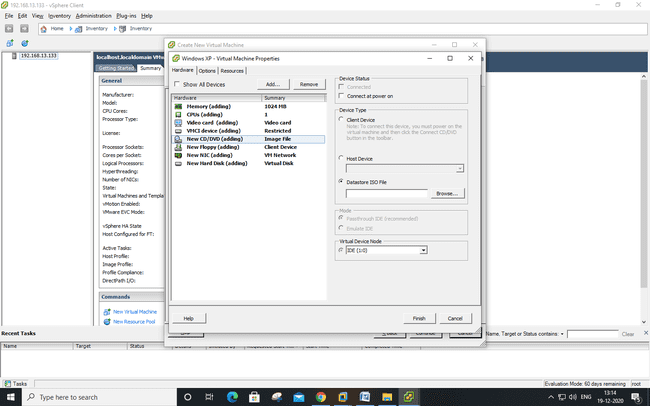 192.168.13.133 - vSphere Client
File Edit View Inventory Administration Plug-ins Help
Home Inventory Inventory
192.168.13.133
localhost.localdomain VMw
Getting Started Summary
General
Manufacturer:
Model:
CPU Cores:
Processor Type:
License:
Processor Sockets:
Cores per Socket:
Logical Processors:
Hyperthreading:
Number of NICs:
State:
Virtual Machines and Templat
vMotion Enabled:
VMware EVC Mode:
vSphere HA State
Host Configured for FT:
Active Tasks:
Host Profile:
Image Profile:
Profile Compliance:
DirectPath I/O:
Commands
New Virtual Machine
New Resource Pool
Create New Virtual Machine
Windows XP - Virtual Machine Properties
Hardware Options Resources
Show All Devices
Add...
Remove
Hardware Summary
Memory (adding) 1024 MB
CPUs (adding) 1
Video card (adding) Video card
VMCI device (adding) Restricted
New CD/DVD (adding) Image File
New Floppy (adding) Client Device
New NIC (adding) VM Network
New Hard Disk (adding) Virtual Disk
Device Status
Connected
Connect at power on
Device Type
Client Device
Note: To connect this device, you must power on the
virtual machine and then click the Connect CD/DVD
button in the toolbar.
Host Device
Datastore ISO File
Browse...
Mode
Passthrough IDE (recommended)
Emulate IDE
Virtual Device Node
IDE (1:0)
Help
Finish
Cancel
Recent Tasks
Name, Target or Status contains:
Clear
Name Target Status
Tasks
Evaluation Mode: 60 days remaining root
Type here to search
ENG
13:14
19-12-2020